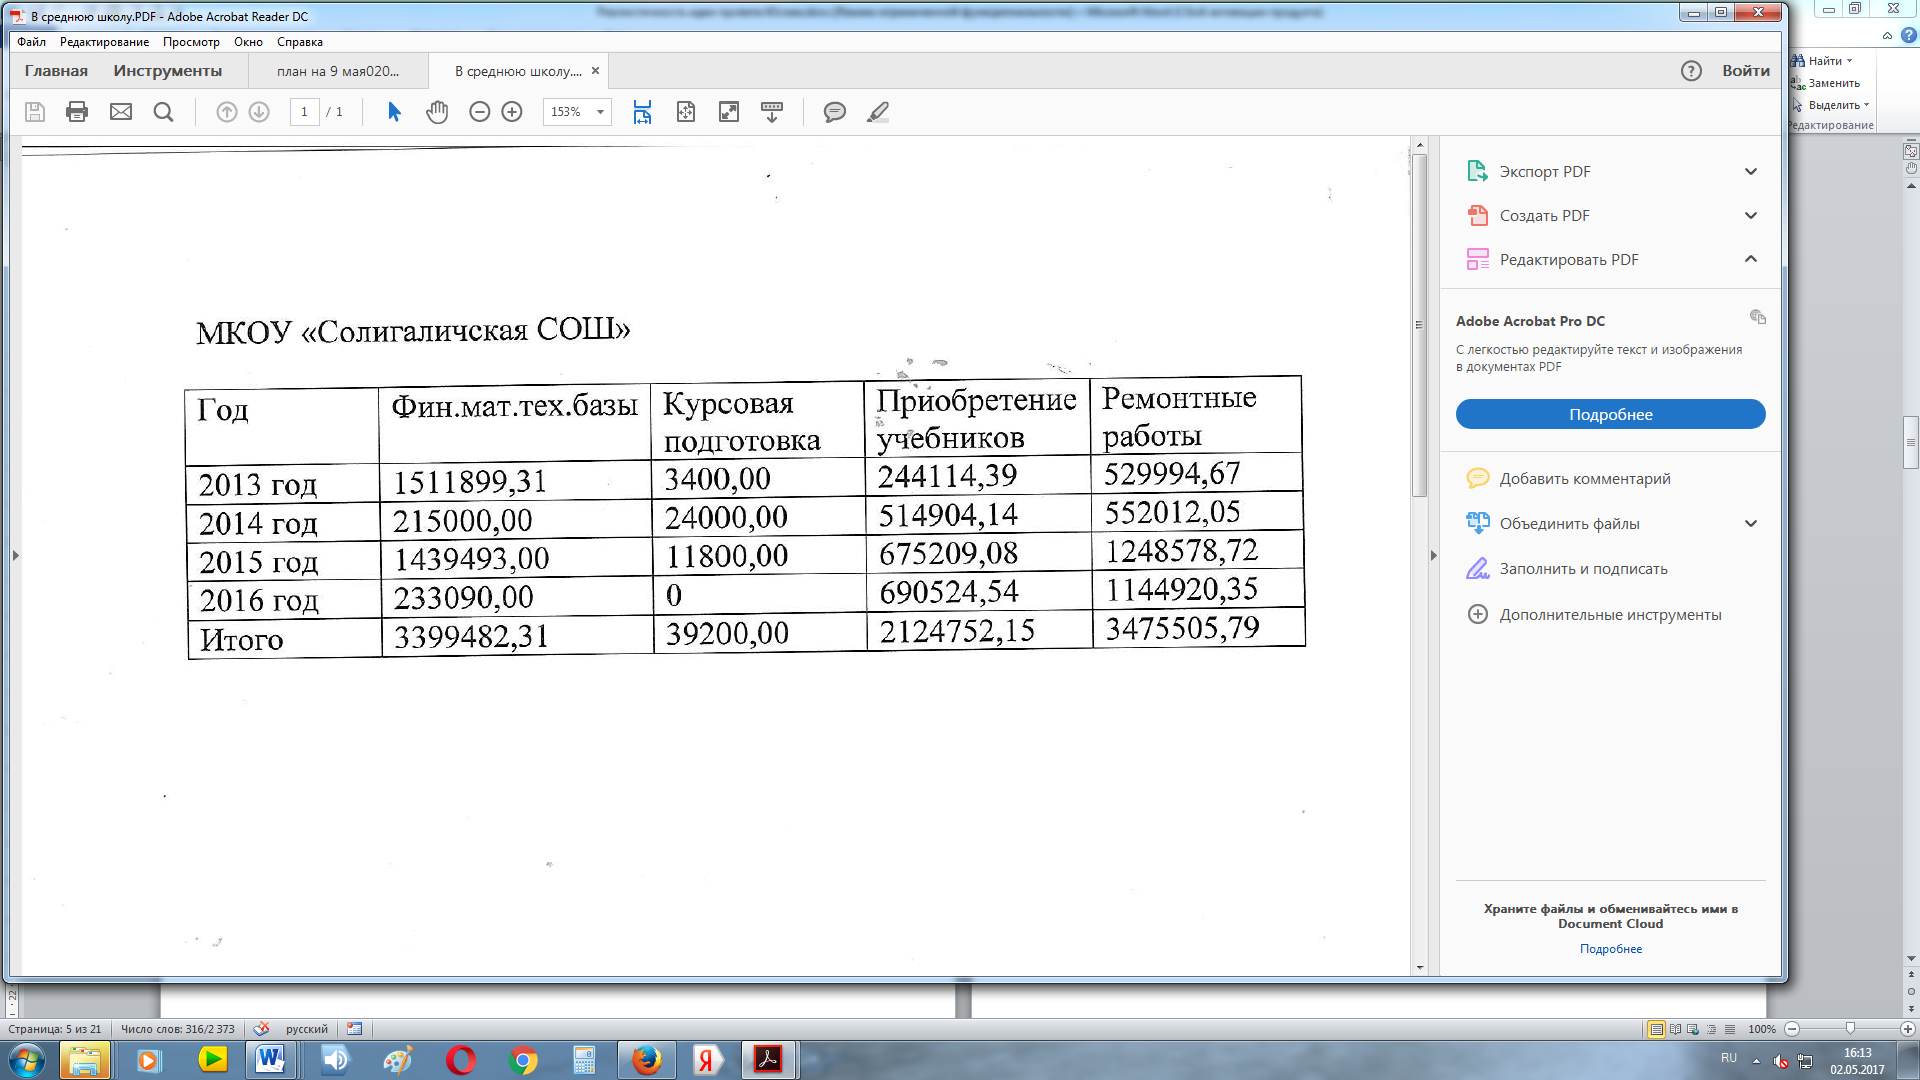 В среднюю школу.PDF - Adobe Acrobat Reader DC
Файл Редактирование Просмотр Окно Справка
Главная Инструменты план на 9 мая020... В среднюю школу.... Войти
1 / 1 153%
Найти
Заменить
Выделить
Редактирование
МКОУ «Солигаличская СОШ»
Год Фин.мат.тех.базы Курсовая подготовка Приобретение учебников Ремонтные работы
2013 год 1511899,31 3400,00 244114,39 529994,67
2014 год 215000,00 24000,00 514904,14 552012,05
2015 год 1439493,00 11800,00 675209,08 1248578,72
2016 год 233090,00 0 690524,54 1144920,35
Итого 3399482,31 39200,00 2124752,15 3475505,79
Экспорт PDF
Создать PDF
Редактировать PDF
Adobe Acrobat Pro DC
С легкостью редактируйте текст и изображения
в документах PDF
Подробнее
Добавить комментарий
Объединить файлы
Заполнить и подписать
Дополнительные инструменты
Храните файлы и обменивайтесь ими в
Document Cloud
Подробнее
Страница: 5 из 21 Число слов: 316/2 373 русский 100%
RU 16:13
02.05.2017